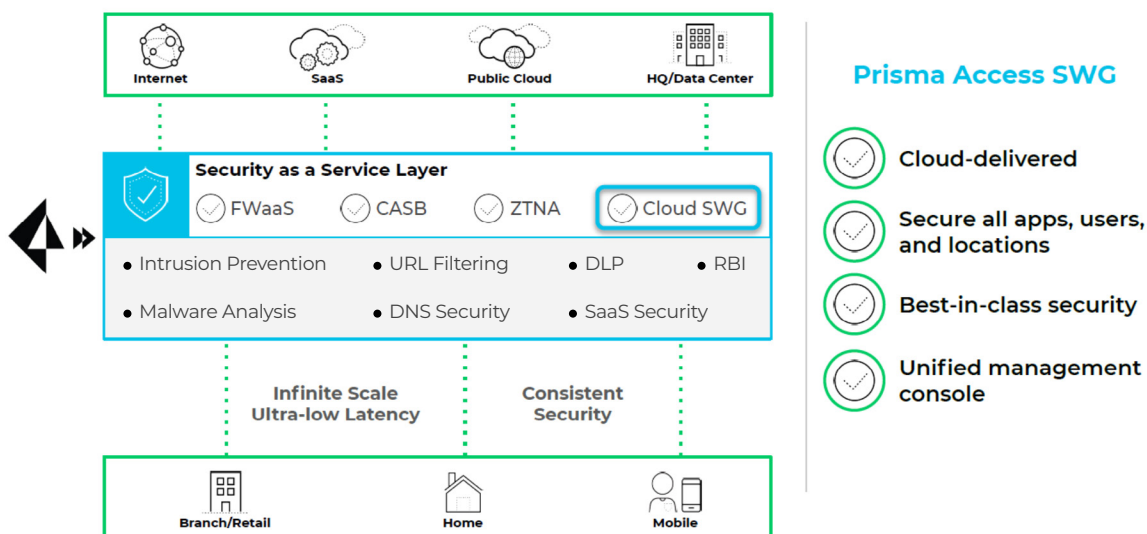 Internet
SaaS
Public Cloud
HQ/Data Center
Security as a Service Layer
FWaaS
CASB
ZTNA
Cloud SWG
Intrusion Prevention
URL Filtering
DLP
RBI
Malware Analysis
DNS Security
SaaS Security
Infinite Scale
Ultra-low Latency
Consistent
Security
Branch/Retail
Home
Mobile
Prisma Access SWG
Cloud-delivered
Secure all apps, users,
and locations
Best-in-class security
Unified management
console